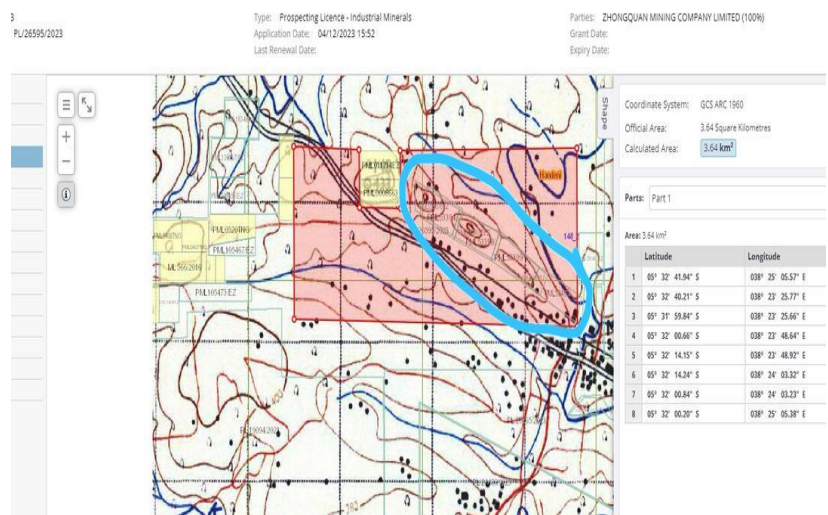 3
PL/26595/2023
Type: Prospecting Licence - Industrial Minerals
Application Date: 04/12/2023 15:52
Last Renewal Date:
Parties: ZHONGQUAN MINING COMPANY LIMITED (100%)
Grant Date:
Expiry Date:
Shape
Handeni
148
PML105473/EZ
Coordinate System: GCS ARC 1960
Official Area: 3.64 Square Kilometres
Calculated Area: 3.64 km²
Parts: Part 1
Area: 3.64 km²
Latitude Longitude
1 05° 32' 41.94" S 038° 25' 05.57" E
2 05° 32' 40.21" S 038° 23' 25.77" E
3 05° 31' 59.84" S 038° 23' 25.66" E
4 05° 32' 00.66" S 038° 23' 48.64" E
5 05° 32' 14.15" S 038° 23' 48.92" E
6 05° 32' 14.24" S 038° 24' 03.32" E
7 05° 32' 00.84" S 038° 24' 03.23" E
8 05° 32' 00.20" S 038° 25' 05.38" E